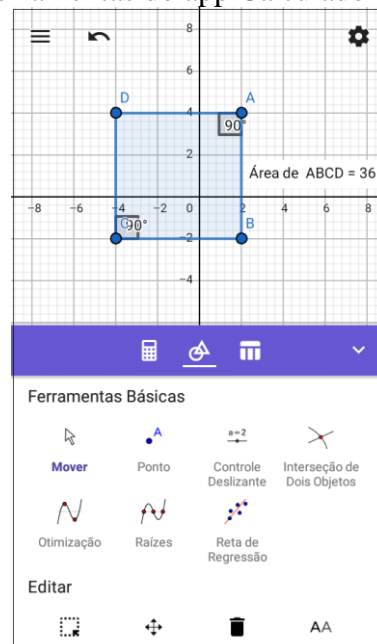 8
6
D A
4
90°
2
Área de ABCD = 36
-8 -6 -4 -2 0 2 4 6 8
C 90° B
-2
-4
Ferramentas Básicas
A a=2
Mover Ponto Controle Deslizante Interseção de Dois Objetos
Otimização Raízes Reta de Regressão
Editar
AA